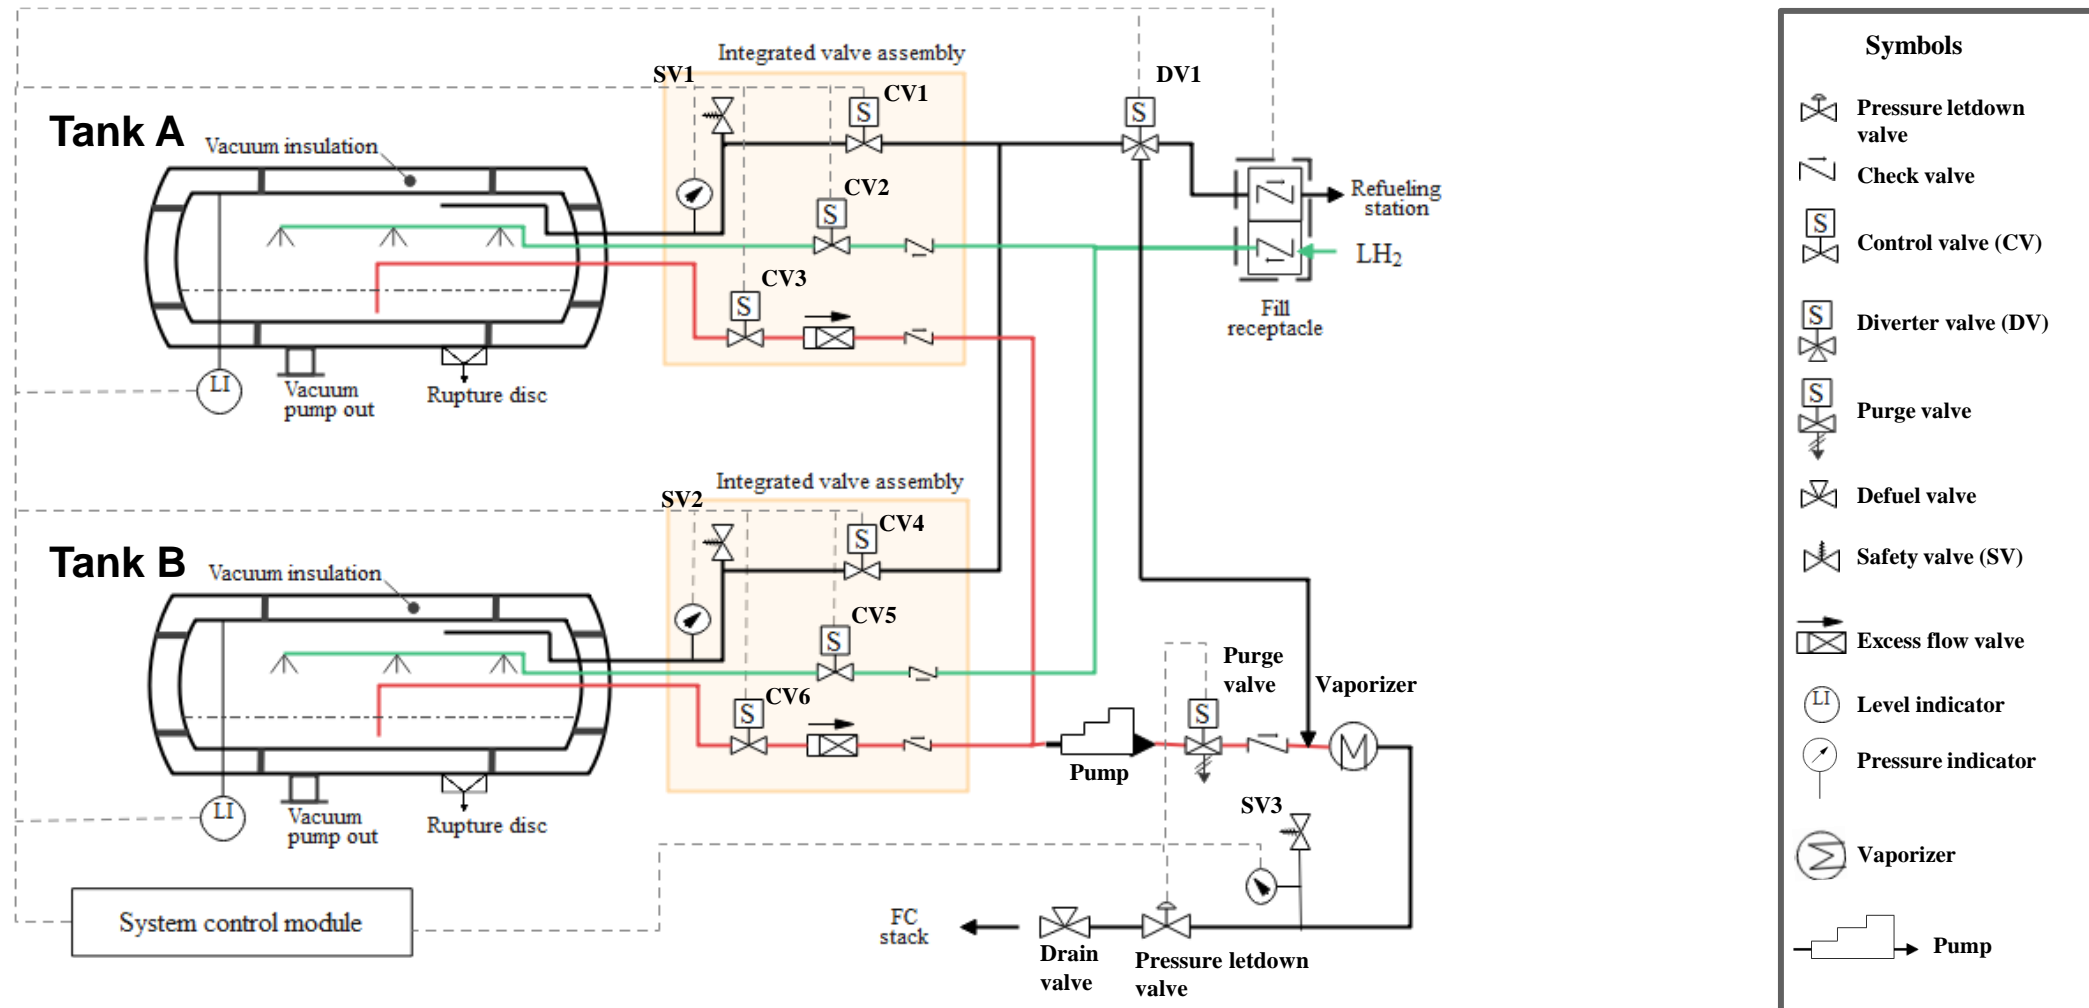 Integrated valve assembly
SV1
CV1
DV1
Tank A
Vacuum insulation
S
S
CV2
S
CV3
S
Refueling
station
LH2
Fill
receptacle
LI
Vacuum
pump out
Rupture disc
Integrated valve assembly
SV2
CV4
S
Tank B
Vacuum insulation
CV5
S
CV6
S
Purge
valve
S
Vaporizer
M
Pump
SV3
LI
Vacuum
pump out
Rupture disc
System control module
FC
stack
Drain
valve
Pressure letdown
valve
Symbols
Pressure letdown
valve
Check valve
S
Control valve (CV)
S
Diverter valve (DV)
S
Purge valve
Defuel valve
Safety valve (SV)
Excess flow valve
LI
Level indicator
Pressure indicator
Vaporizer
Pump